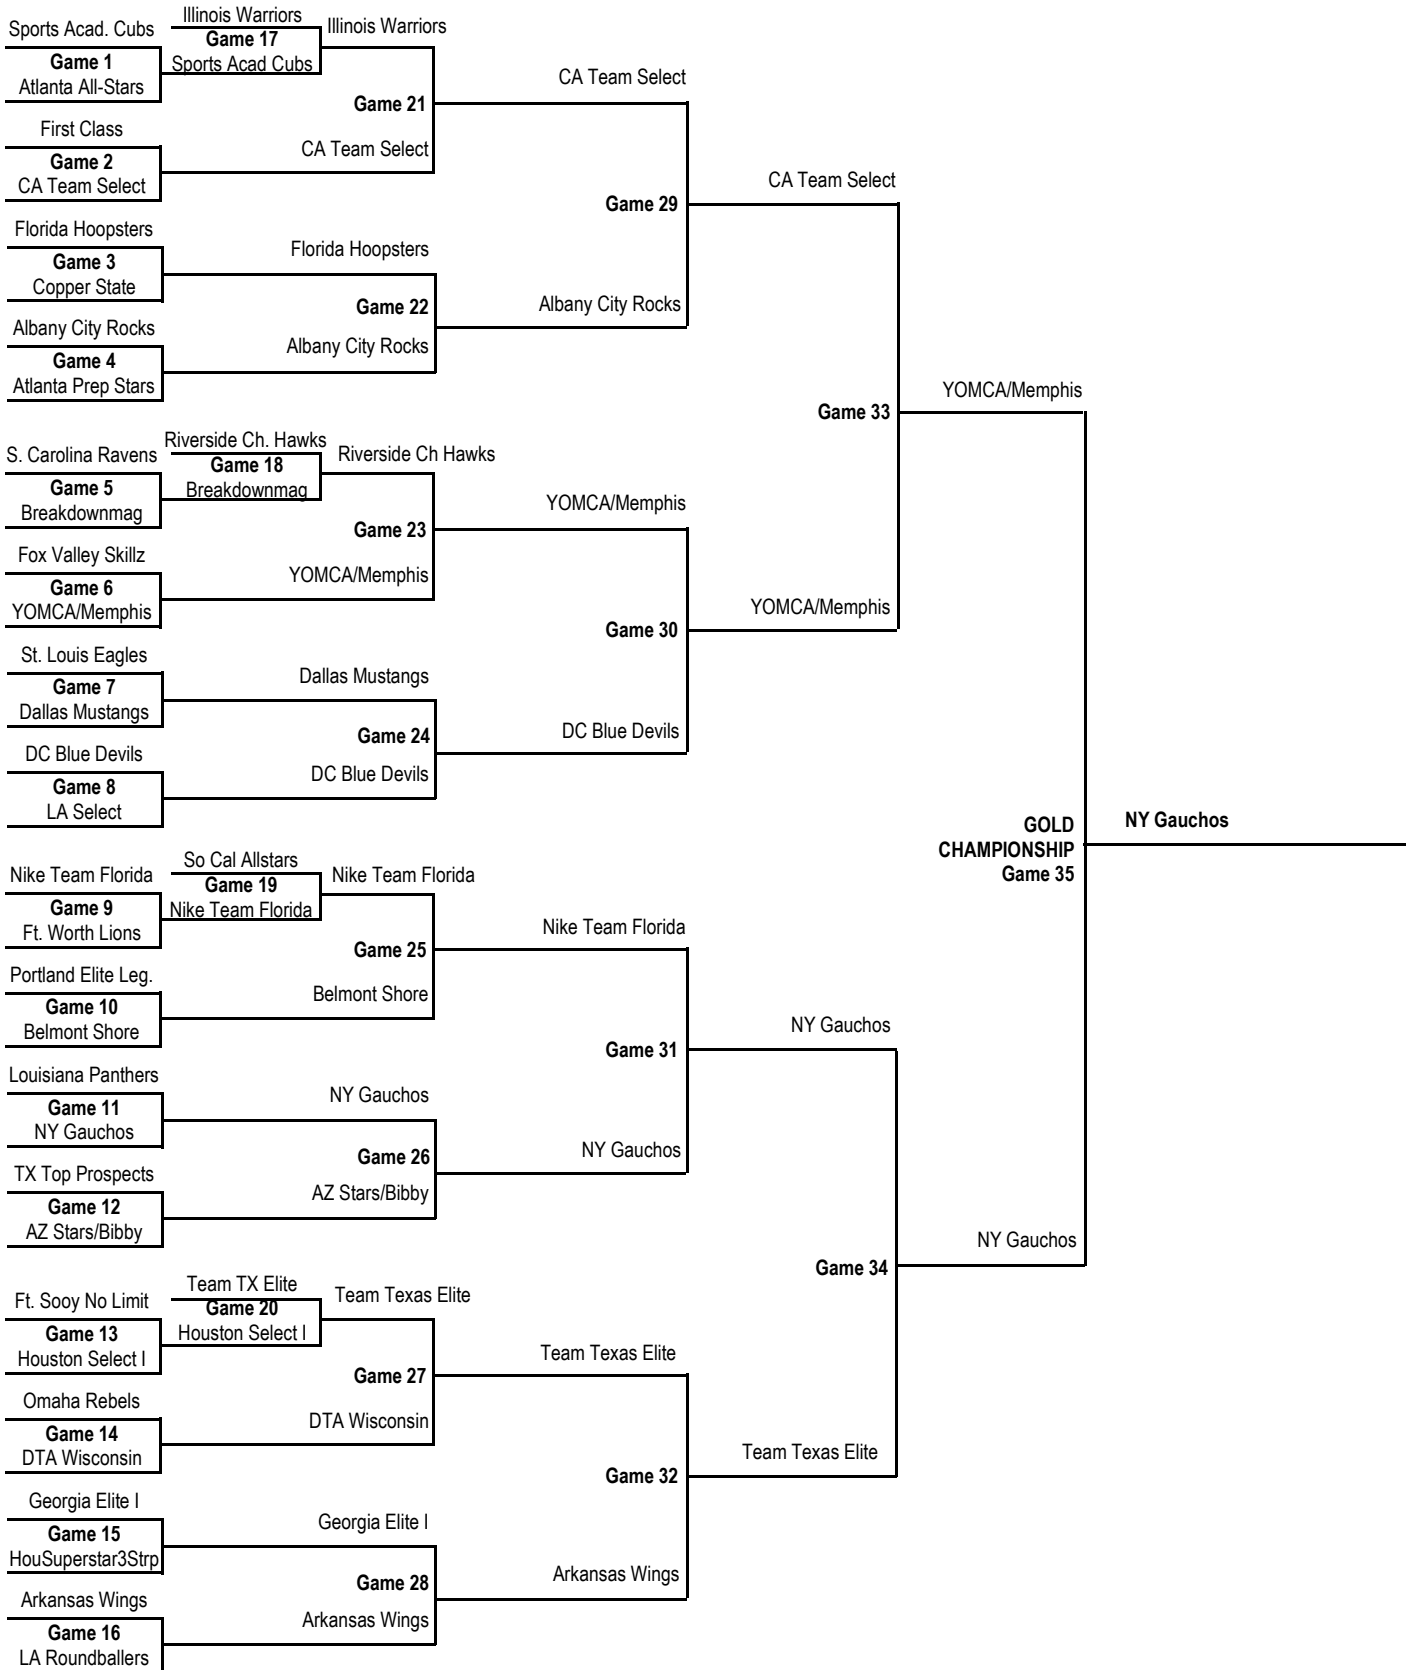 Illinois Warriors
Sports Acad. Cubs
Game 17
Illinois Warriors
Game 1
Sports Acad Cubs
Atlanta All-Stars
CA Team Select
Game 21
First Class
CA Team Select
Game 2
CA Team Select
CA Team Select
Game 29
Florida Hoopsters
Florida Hoopsters
Game 3
Copper State
Game 22
Albany City Rocks
Albany City Rocks
Albany City Rocks
Game 4
Atlanta Prep Stars
YOMCA/Memphis
Game 33
Riverside Ch. Hawks
S. Carolina Ravens
Game 18
Riverside Ch Hawks
Game 5
Breakdownmag
Breakdownmag
YOMCA/Memphis
Game 23
Fox Valley Skillz
YOMCA/Memphis
Game 6
YOMCA/Memphis
YOMCA/Memphis
Game 30
St. Louis Eagles
Dallas Mustangs
Game 7
Dallas Mustangs
Game 24
DC Blue Devils
DC Blue Devils
DC Blue Devils
Game 8
LA Select
GOLD
CHAMPIONSHIP
Game 35
NY Gauchos
So Cal Allstars
Nike Team Florida
Game 19
Nike Team Florida
Game 9
Nike Team Florida
Ft. Worth Lions
Nike Team Florida
Game 25
Portland Elite Leg.
Belmont Shore
Game 10
Belmont Shore
NY Gauchos
Game 31
Louisiana Panthers
NY Gauchos
Game 11
NY Gauchos
Game 26
NY Gauchos
TX Top Prospects
AZ Stars/Bibby
Game 12
AZ Stars/Bibby
NY Gauchos
Game 34
Team TX Elite
Ft. Sooy No Limit
Game 20
Team Texas Elite
Game 13
Houston Select I
Houston Select I
Team Texas Elite
Game 27
Omaha Rebels
DTA Wisconsin
Game 14
DTA Wisconsin
Team Texas Elite
Game 32
Georgia Elite I
Georgia Elite I
Game 15
HouSuperstar3Strp
Game 28
Arkansas Wings
Arkansas Wings
Arkansas Wings
Game 16
LA Roundballers